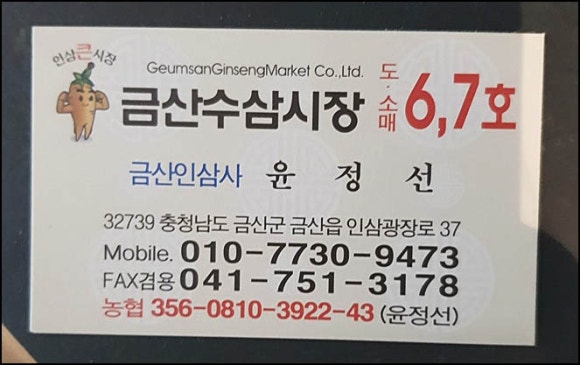 인삼큰시장
GeumsanGinsengMarket Co.,Ltd.
금산수삼시장 도·소매 6,7호
금산인삼사 윤 정 선
32739 충청남도 금산군 금산읍 인삼광장로 37
Mobile. 010-7730-9473
FAX겸용 041-751-3178
농협 356-0810-3922-43 (윤정선)